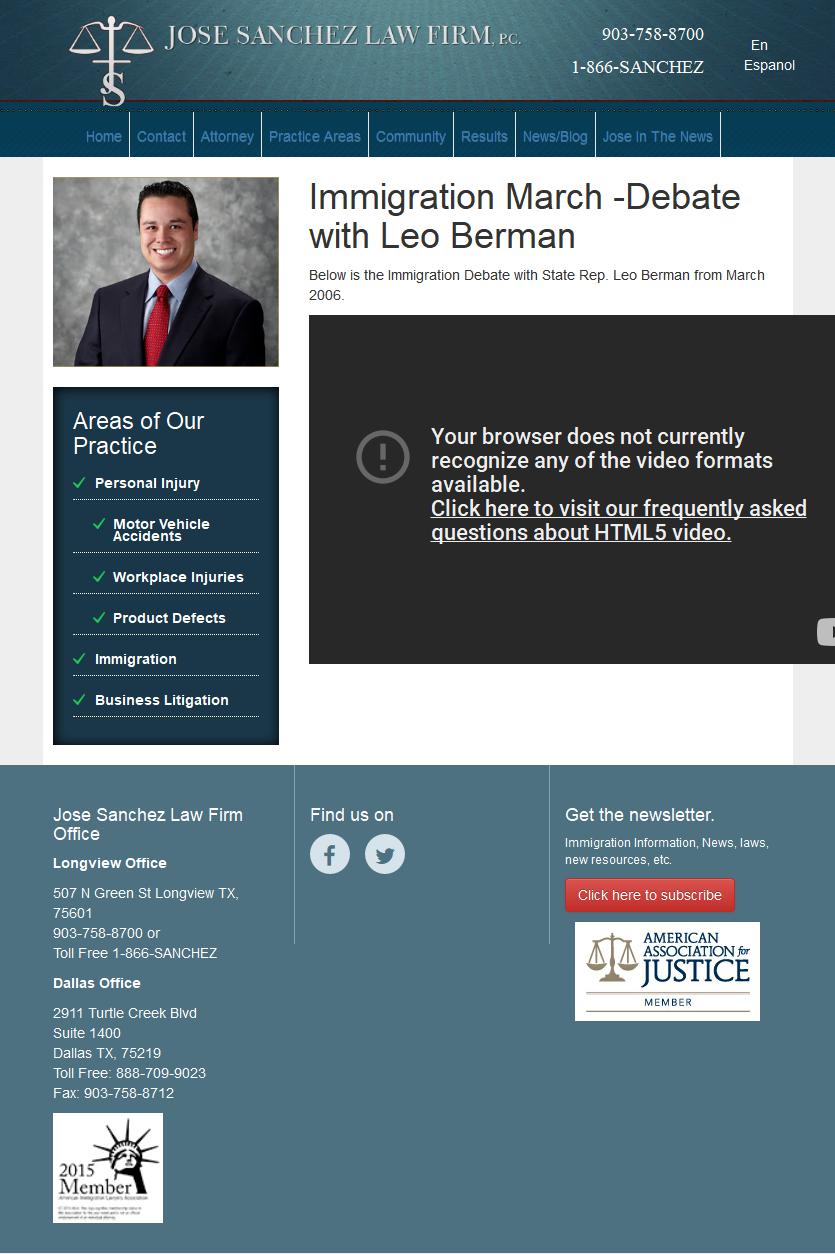 JOSE SANCHEZ LAW FIRM, P.C.
903-758-8700
1-866-SANCHEZ
En
Espanol
Home
Contact
Attorney
Practice Areas
Community
Results
News/Blog
Jose In The News
Immigration March -Debate
with Leo Berman
Below is the Immigration Debate with State Rep. Leo Berman from March
2006.
Your browser does not currently
recognize any of the video formats
available.
Click here to visit our frequently asked
questions about HTML5 video.
Areas of Our
Practice
Personal Injury
Motor Vehicle
Accidents
Workplace Injuries
Product Defects
Immigration
Business Litigation
Jose Sanchez Law Firm
Office
Longview Office
507 N Green St Longview TX,
75601
903-758-8700 or
Toll Free 1-866-SANCHEZ
Dallas Office
2911 Turtle Creek Blvd
Suite 1400
Dallas TX, 75219
Toll Free: 888-709-9023
Fax: 903-758-8712
2015
Member
American Immigration Lawyers Association
Find us on
Get the newsletter.
Immigration Information, News, laws,
new resources, etc.
Click here to subscribe
AMERICAN
ASSOCIATION for
JUSTICE
MEMBER